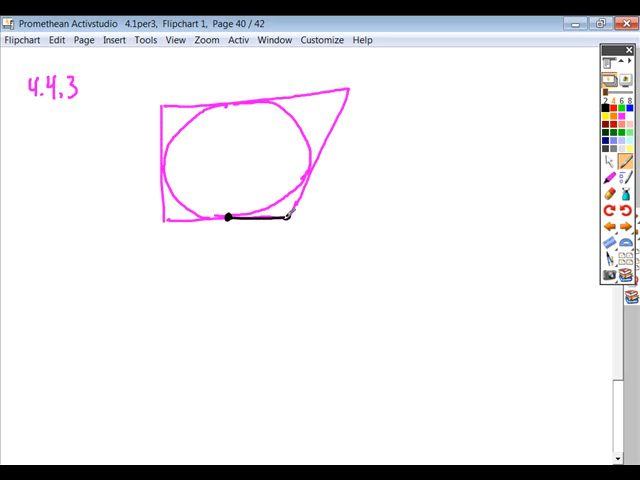 Promethean Activstudio 4.1per3, Flipchart 1, Page 40 / 42
Flipchart Edit Page Insert Tools View Zoom Activ Window Customize Help
4.4.3
2 4 6 8